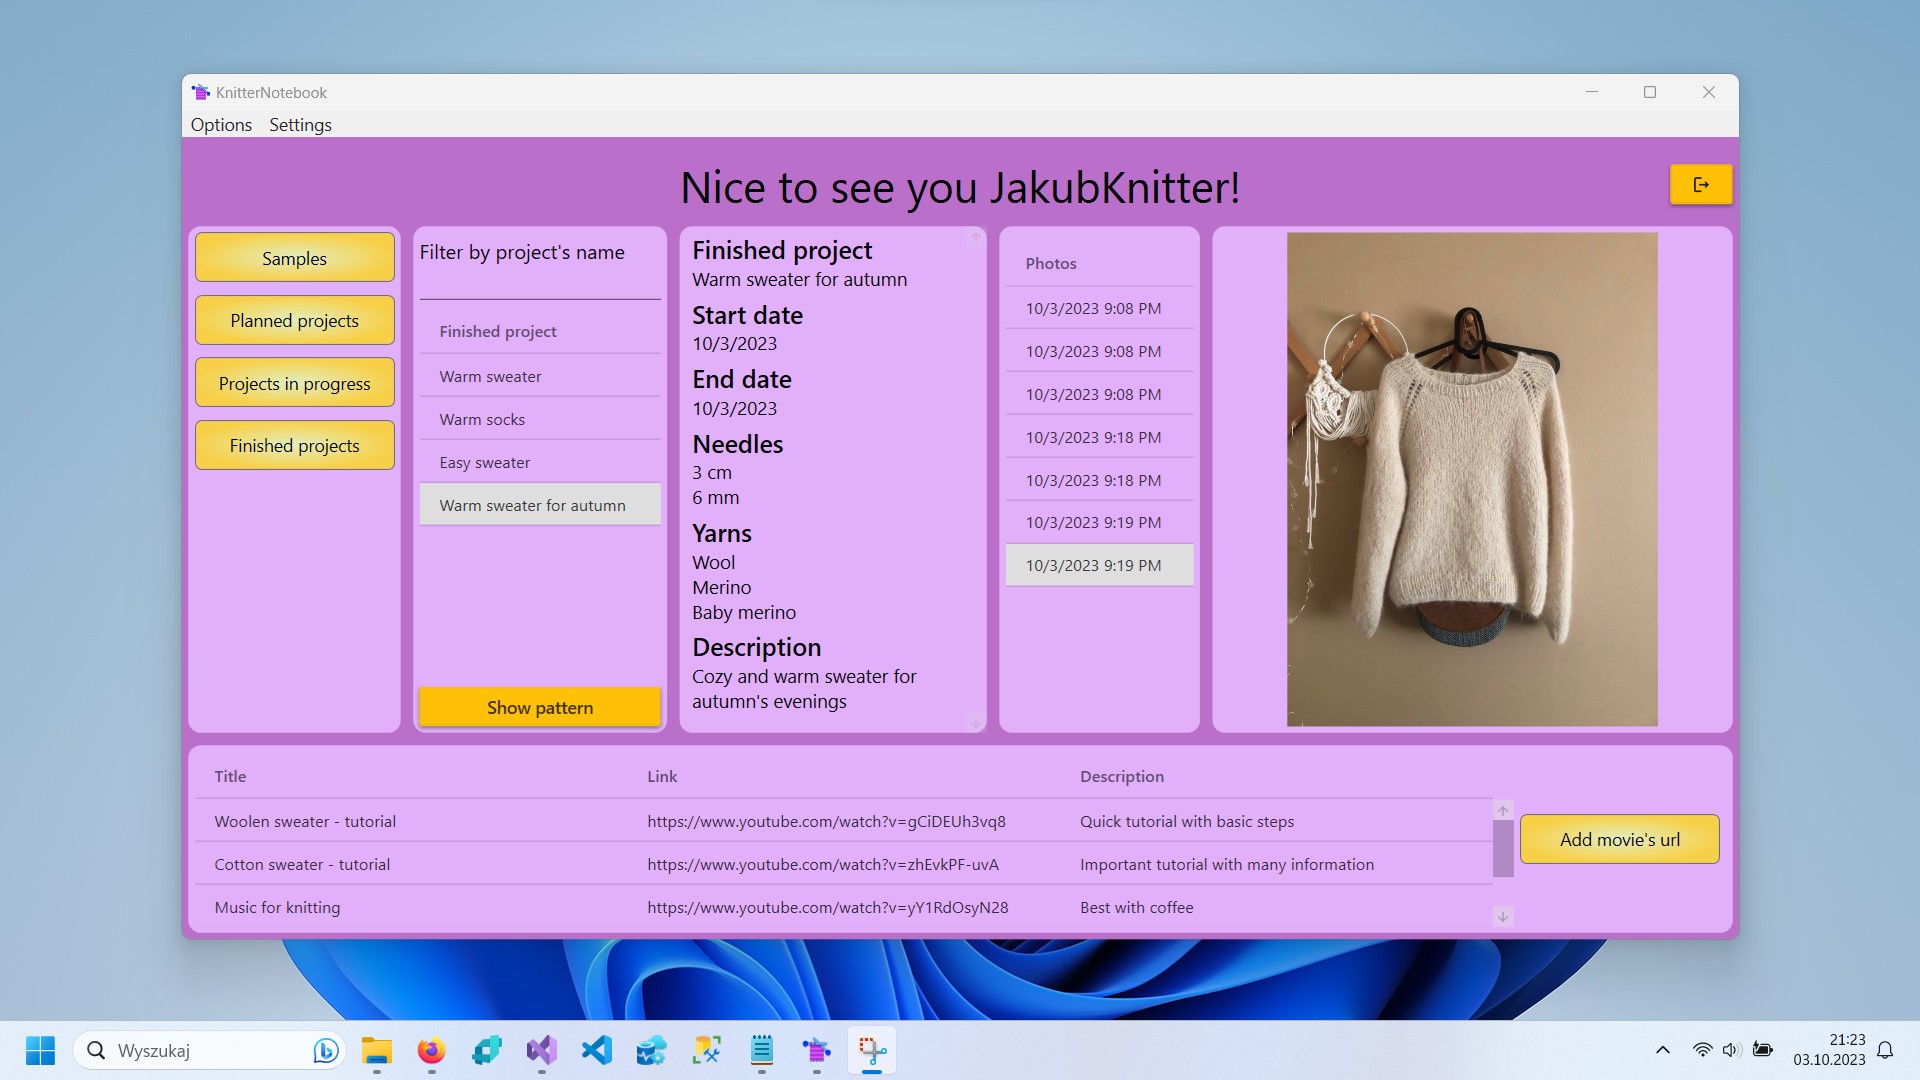 KnitterNotebook
Options Settings
Nice to see you JakubKnitter!
Samples
Planned projects
Projects in progress
Finished projects
Filter by project's name
Finished project
Warm sweater
Warm socks
Easy sweater
Warm sweater for autumn
Show pattern
Finished project
Warm sweater for autumn
Start date
10/3/2023
End date
10/3/2023
Needles
3 cm
6 mm
Yarns
Wool
Merino
Baby merino
Description
Cozy and warm sweater for
autumn's evenings
Photos
10/3/2023 9:08 PM
10/3/2023 9:08 PM
10/3/2023 9:08 PM
10/3/2023 9:18 PM
10/3/2023 9:18 PM
10/3/2023 9:19 PM
10/3/2023 9:19 PM
Title Link Description
Woolen sweater - tutorial https://www.youtube.com/watch?v=gCiDEUh3vq8 Quick tutorial with basic steps
Cotton sweater - tutorial https://www.youtube.com/watch?v=zhEvkPF-uvA Important tutorial with many information
Music for knitting https://www.youtube.com/watch?v=yY1RdOsyN28 Best with coffee
Add movie's url
Wyszukaj
21:23
03.10.2023